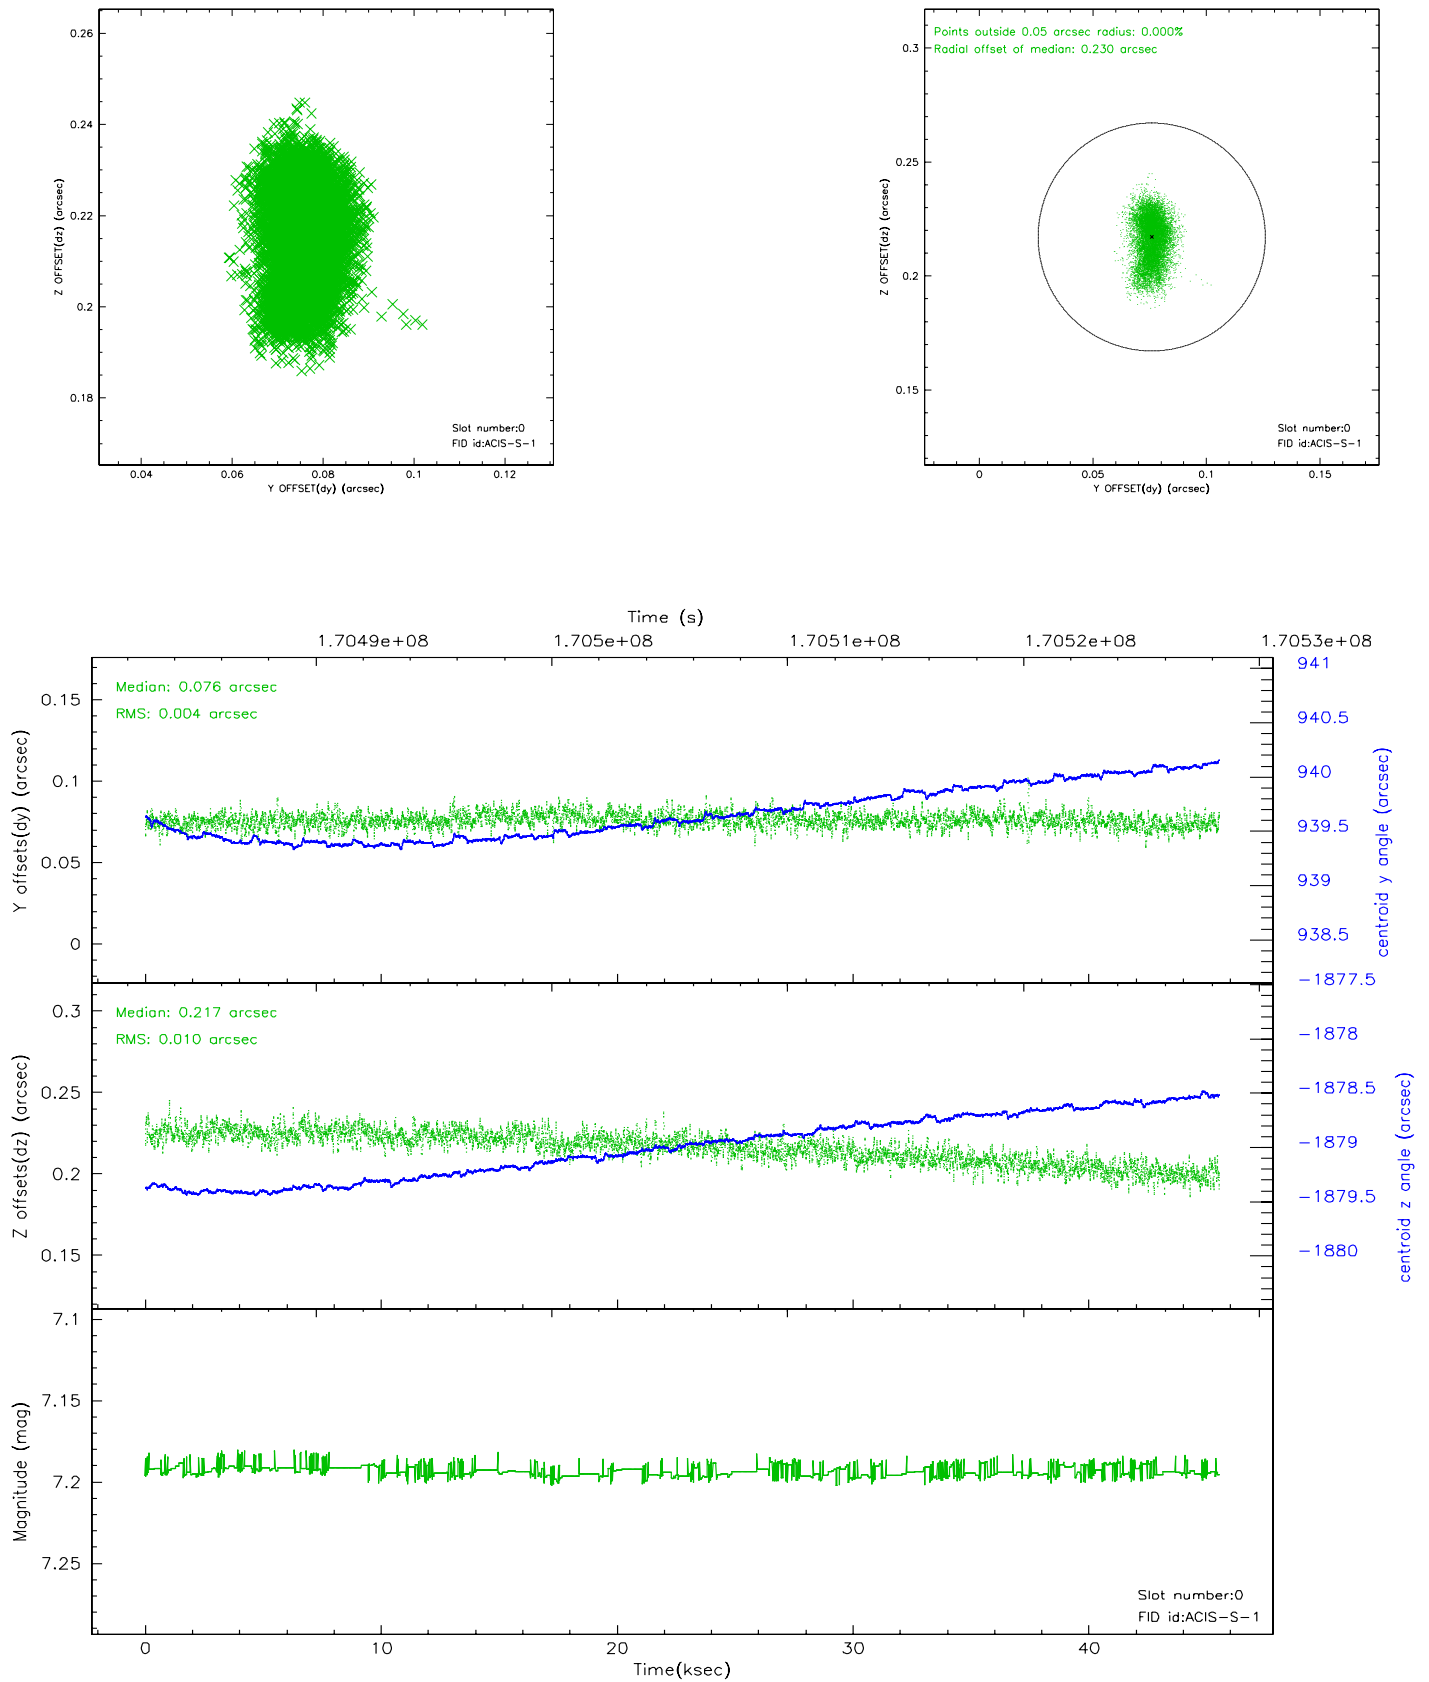 0.26
0.24
0.22
0.2
0.18
Z OFFSET(dz) (arcsec)
Slot number:0
FID id:ACIS-S-1
0.04 0.06 0.08 0.1 0.12
Y OFFSET(dy) (arcsec)
Points outside 0.05 arcsec radius: 0.000%
Radial offset of median: 0.230 arcsec
0.3
0.25
0.2
0.15
Z OFFSET(dz) (arcsec)
Slot number:0
FID id:ACIS-S-1
0 0.05 0.1 0.15
Y OFFSET(dy) (arcsec)
Time (s)
1.7049e+08 1.705e+08 1.7051e+08 1.7052e+08 1.7053e+08
Median: 0.076 arcsec
RMS: 0.004 arcsec
0.15
0.1
0.05
0
Y offsets(dy) (arcsec)
941
940.5
940
939.5
939
938.5
centroid y angle (arcsec)
Median: 0.217 arcsec
RMS: 0.010 arcsec
0.3
0.25
0.2
0.15
Z offsets(dz) (arcsec)
-1877.5
-1878
-1878.5
-1879
-1879.5
-1880
centroid z angle (arcsec)
7.1
7.15
7.2
7.25
Magnitude (mag)
Slot number:0
FID id:ACIS-S-1
0 10 20 30 40
Time(ksec)